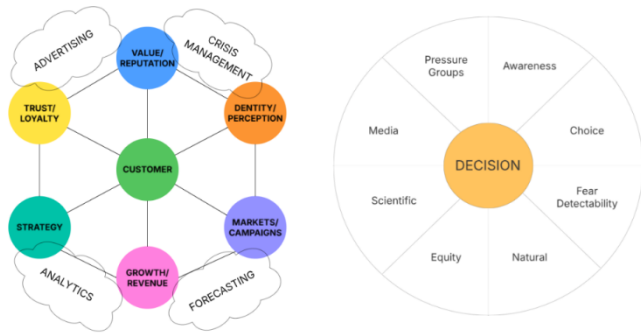 ADVERTISING
VALUE/
REPUTATION
CRISIS
MANAGEMENT
TRUST/
LOYALTY
DENTITY/
PERCEPTION
CUSTOMER
STRATEGY
MARKETS/
CAMPAIGNS
ANALYTICS
GROWTH/
REVENUE
FORECASTING
Pressure
Groups
Awareness
Media
Choice
DECISION
Scientific
Fear
Detectability
Equity
Natural